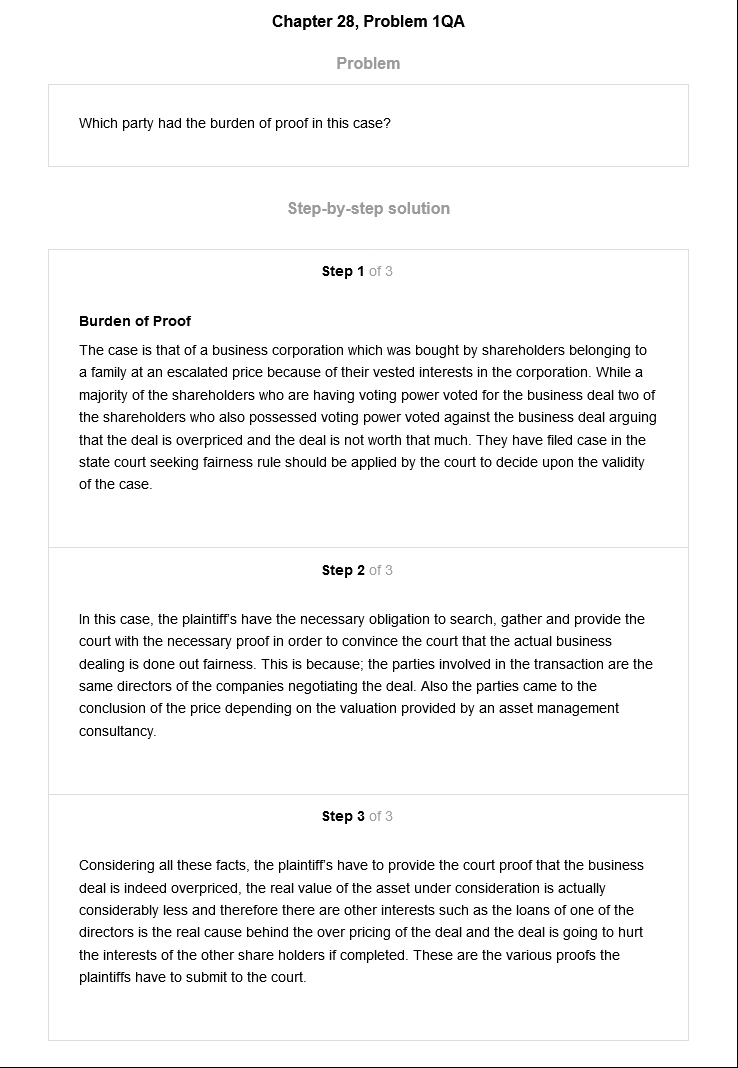 Chapter 28, Problem 1QA
Problem
Which party had the burden of proof in this case?
Step-by-step solution
Step 1 of 3
Burden of Proof
The case is that of a business corporation which was bought by shareholders belonging to
a family at an escalated price because of their vested interests in the corporation. While a
majority of the shareholders who are having voting power voted for the business deal two of
the shareholders who also possessed voting power voted against the business deal arguing
that the deal is overpriced and the deal is not worth that much. They have filed case in the
state court seeking fairness rule should be applied by the court to decide upon the validity
of the case.
Step 2 of 3
In this case, the plaintiff's have the necessary obligation to search, gather and provide the
court with the necessary proof in order to convince the court that the actual business
dealing is done out fairness. This is because; the parties involved in the transaction are the
same directors of the companies negotiating the deal. Also the parties came to the
conclusion of the price depending on the valuation provided by an asset management
consultancy.
Step 3 of 3
Considering all these facts, the plaintiff's have to provide the court proof that the business
deal is indeed overpriced, the real value of the asset under consideration is actually
considerably less and therefore there are other interests such as the loans of one of the
directors is the real cause behind the over pricing of the deal and the deal is going to hurt
the interests of the other share holders if completed. These are the various proofs the
plaintiffs have to submit to the court.